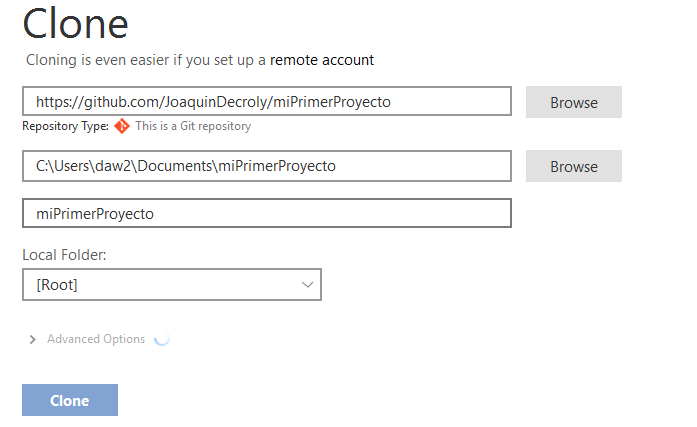 Clone
Cloning is even easier if you set up a remote account
https://github.com/JoaquinDecroly/miPrimerProyecto
Browse
Repository Type: This is a Git repository
C:\Users\daw2\Documents\miPrimerProyecto
Browse
miPrimerProyecto
Local Folder:
[Root]
Advanced Options
Clone